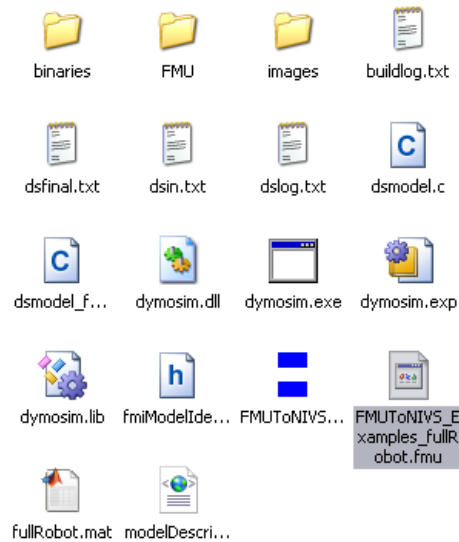 binaries
FMU
images
buildlog.txt
dsfinal.txt
dsin.txt
dslog.txt
dsmodel.c
dsmodel_f...
dymosim.dll
dymosim.exe
dymosim.exp
dymosim.lib
fmiModelIde...
FMUToNIVS...
FMUToNIVS_E
xamples_fullR
obot.fmu
fullRobot.mat
modelDescri...